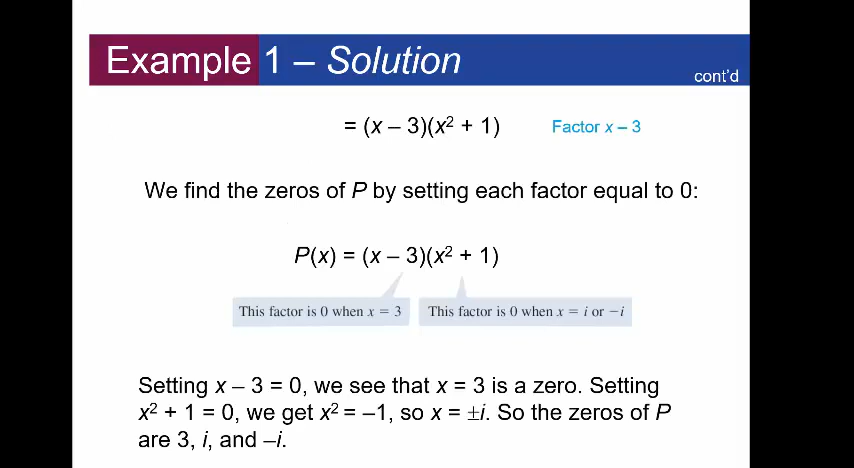 Example 1 – Solution
cont'd
= (x – 3)(x² + 1) Factor x – 3
We find the zeros of P by setting each factor equal to 0:
P(x) = (x – 3)(x² + 1)
This factor is 0 when x = 3
This factor is 0 when x = i or −i
Setting x – 3 = 0, we see that x = 3 is a zero. Setting
x² + 1 = 0, we get x² = –1, so x = ±i. So the zeros of P
are 3, i, and –i.